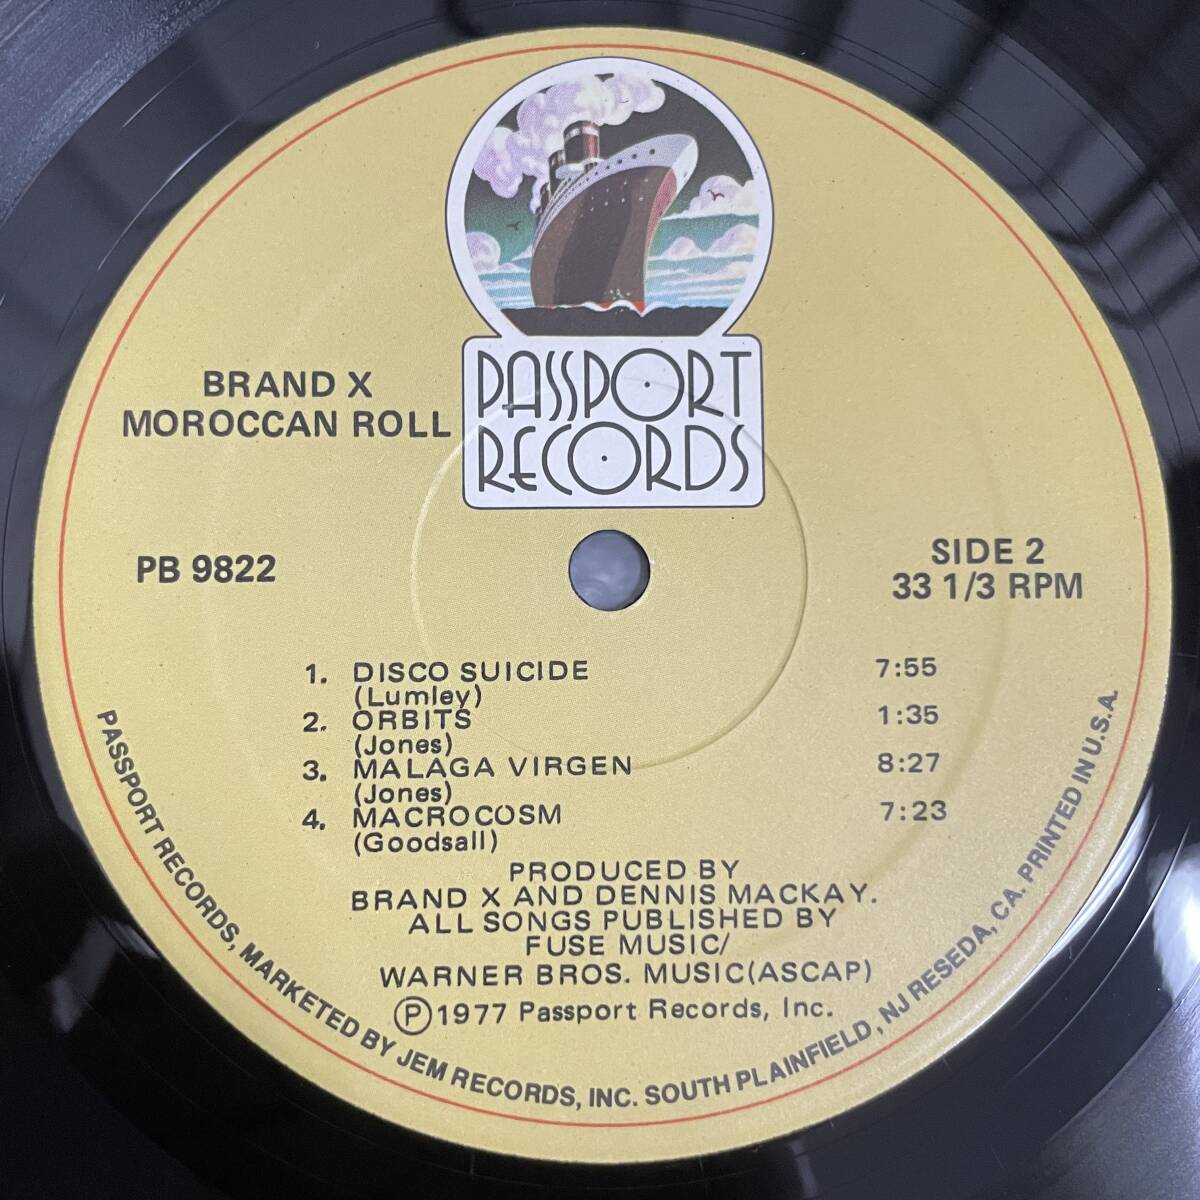 PASSPORT
RECORDS
BRAND X
MOROCCAN ROLL
PB 9822
SIDE 2
33 1/3 RPM
1. DISCO SUICIDE 7:55
(Lumley)
2. ORBITS 1:35
(Jones)
3. MALAGA VIRGEN 8:27
(Jones)
4. MACROCOSM 7:23
(Goodsall)
PRODUCED BY
BRAND X AND DENNIS MACKAY.
ALL SONGS PUBLISHED BY
FUSE MUSIC/
WARNER BROS. MUSIC(ASCAP)
Ⓟ1977 Passport Records, Inc.
PASSPORT RECORDS, MARKETED BY JEM RECORDS, INC. SOUTH PLAINFIELD, NJ RESEDA, CA. PRINTED IN U.S.A.